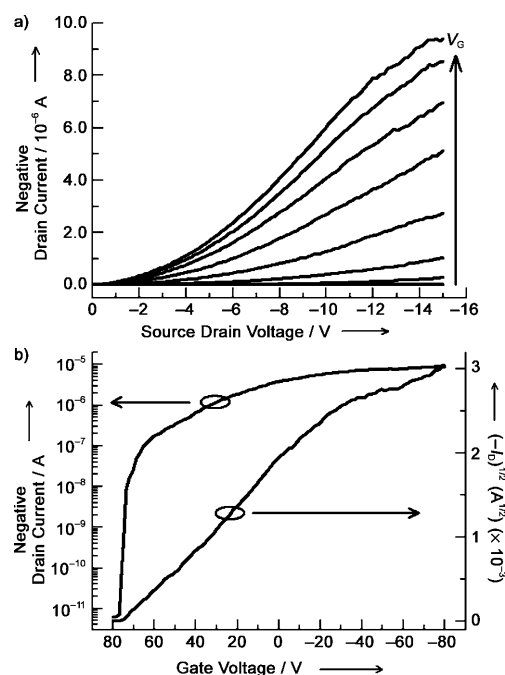 a)
10.0
8.0
6.0
4.0
2.0
0.0
Negative
Drain Current / 10⁻⁶ A
V_G
0 −2 −4 −6 −8 −10 −12 −14 −16
Source Drain Voltage / V
b)
10⁻⁵
10⁻⁶
10⁻⁷
10⁻⁸
10⁻⁹
10⁻¹⁰
10⁻¹¹
Negative
Drain Current / A
3
2
1
0
(−I_D)^1/2 (A^1/2) (× 10⁻³)
80 60 40 20 0 −20 −40 −60 −80
Gate Voltage / V